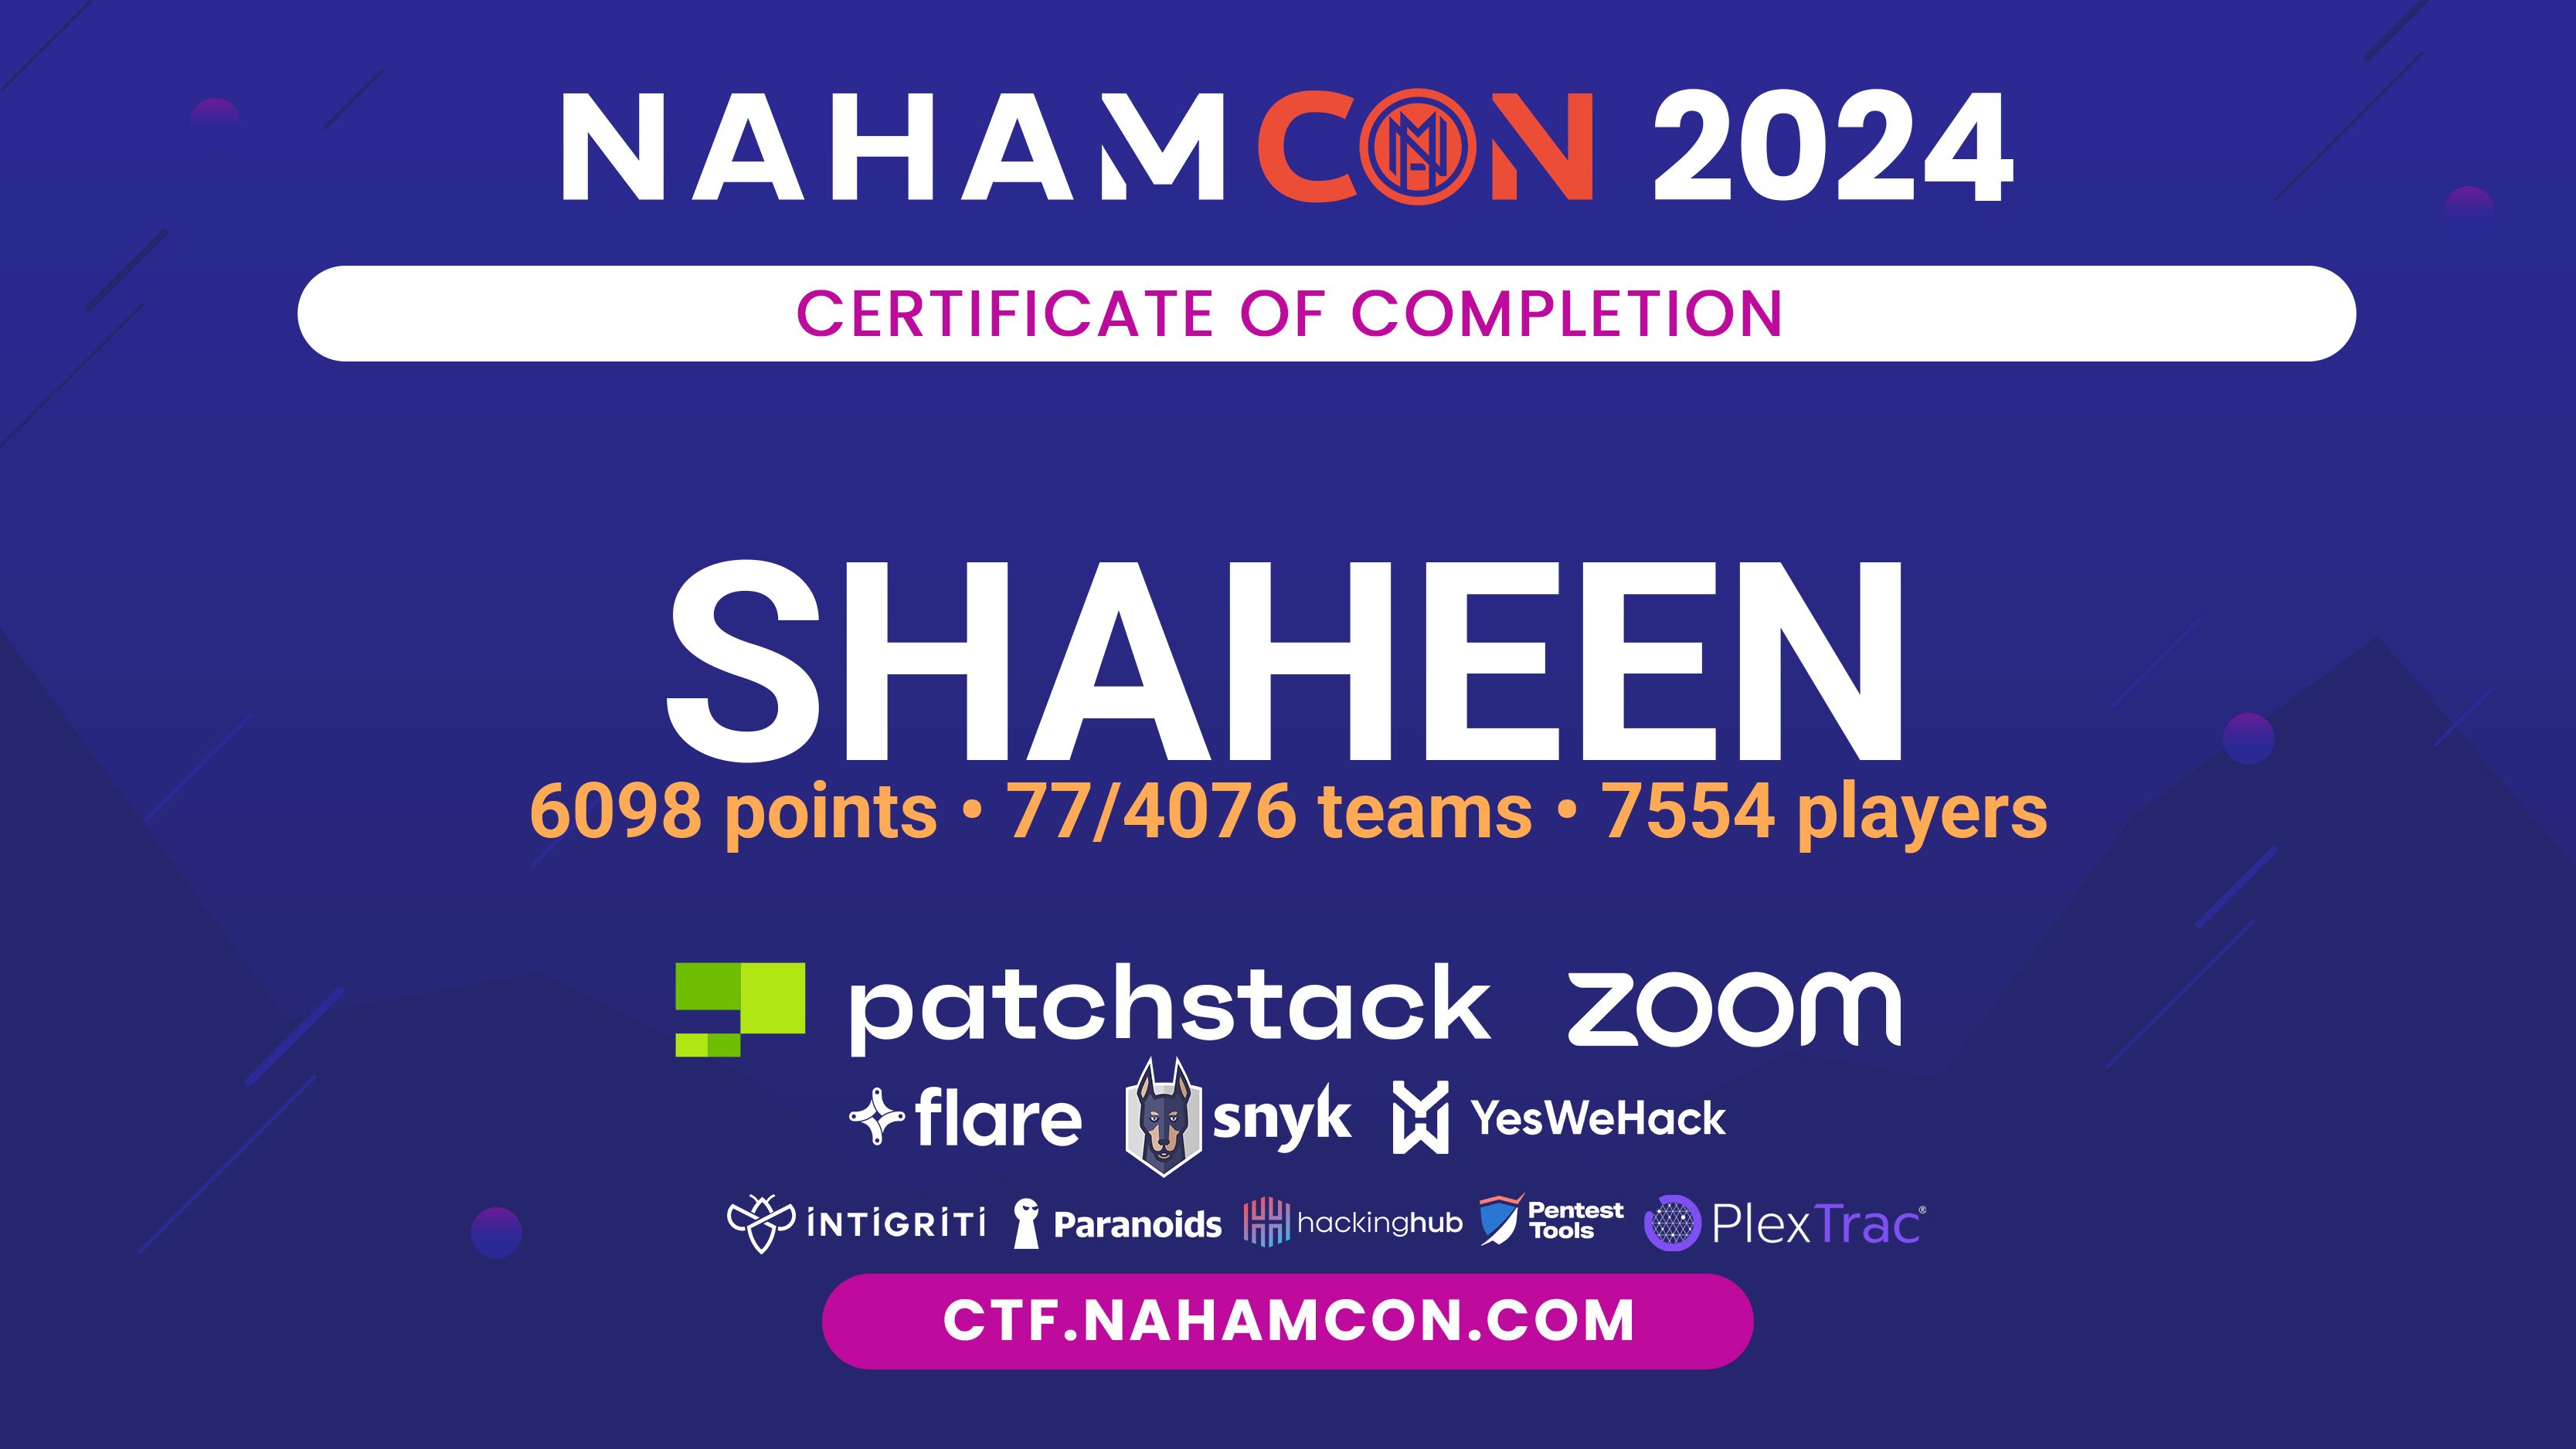 NAHAMCON 2024
CERTIFICATE OF COMPLETION
SHAHEEN
6098 points • 77/4076 teams • 7554 players
patchstack zoom
flare snyk YesWeHack
INTIGRITI Paranoids hackinghub Pentest Tools PlexTrac®
CTF.NAHAMCON.COM